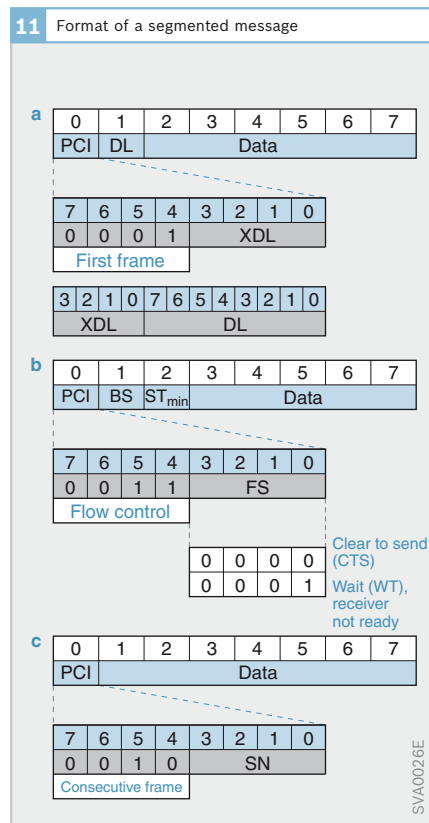 11 Format of a segmented message
a
0 1 2 3 4 5 6 7
PCI DL Data
7 6 5 4 3 2 1 0
0 0 0 1 XDL
First frame
3 2 1 0 7 6 5 4 3 2 1 0
XDL DL
b
0 1 2 3 4 5 6 7
PCI BS STmin Data
7 6 5 4 3 2 1 0
0 0 1 1 FS
Flow control
0 0 0 0
Clear to send
(CTS)
0 0 0 1
Wait (WT),
receiver
not ready
c
0 1 2 3 4 5 6 7
PCI Data
7 6 5 4 3 2 1 0
0 0 1 0 SN
Consecutive frame
SVA0026E